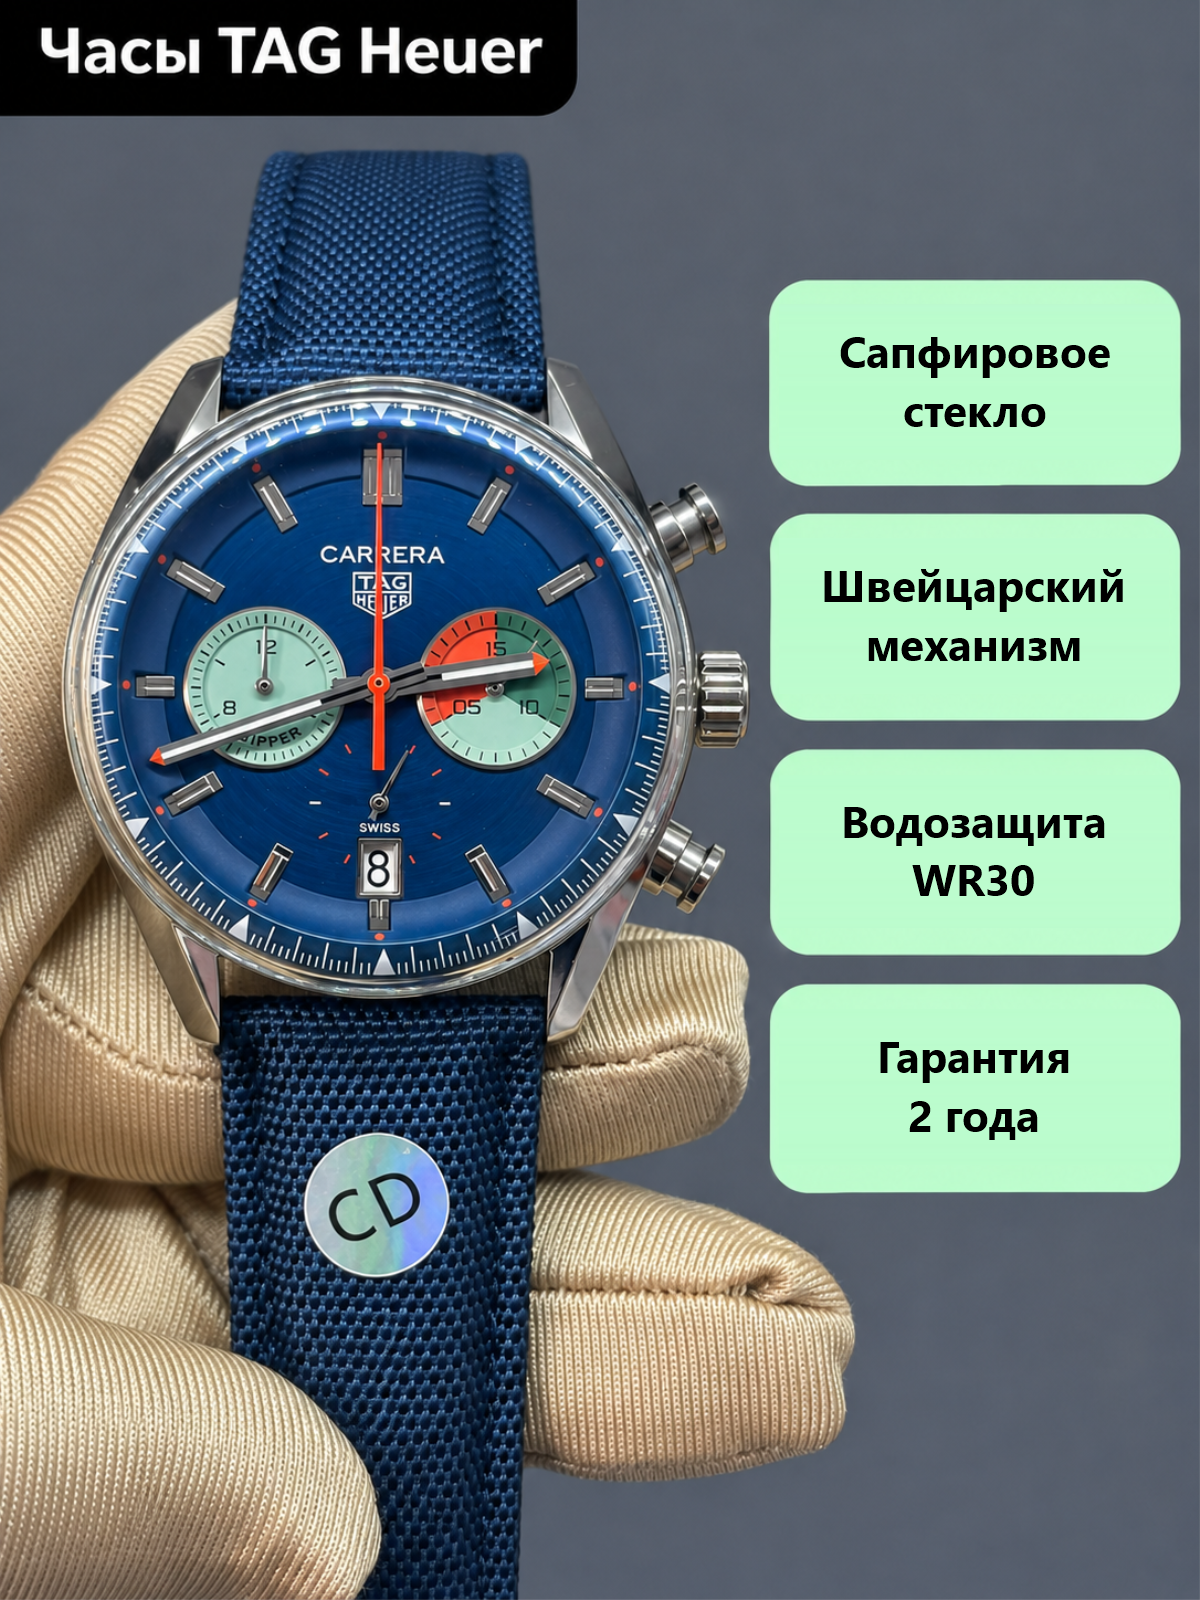 Часы TAG Heuer
CARRERA
TAG
HEUER
12
8
SIPPER
15
05
10
SWISS
8
CD
Сапфировое
стекло
Швейцарский
механизм
Водозащита
WR30
Гарантия
2 года